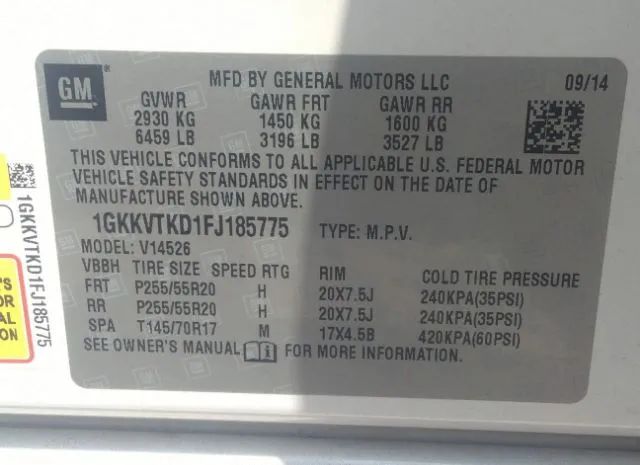 GM
MFD BY GENERAL MOTORS LLC 09/14
GVWR GAWR FRT GAWR RR
2930 KG 1450 KG 1600 KG
6459 LB 3196 LB 3527 LB
THIS VEHICLE CONFORMS TO ALL APPLICABLE U.S. FEDERAL MOTOR
VEHICLE SAFETY STANDARDS IN EFFECT ON THE DATE OF
MANUFACTURE SHOWN ABOVE.
1GKKVTKD1FJ185775 TYPE: M.P.V.
MODEL: V14526
VBBH TIRE SIZE SPEED RTG RIM COLD TIRE PRESSURE
FRT P255/55R20 H 20X7.5J 240KPA(35PSI)
RR P255/55R20 H 20X7.5J 240KPA(35PSI)
SPA T145/70R17 M 17X4.5B 420KPA(60PSI)
SEE OWNER'S MANUAL FOR MORE INFORMATION.
1GKKVTKD1FJ185775
OR